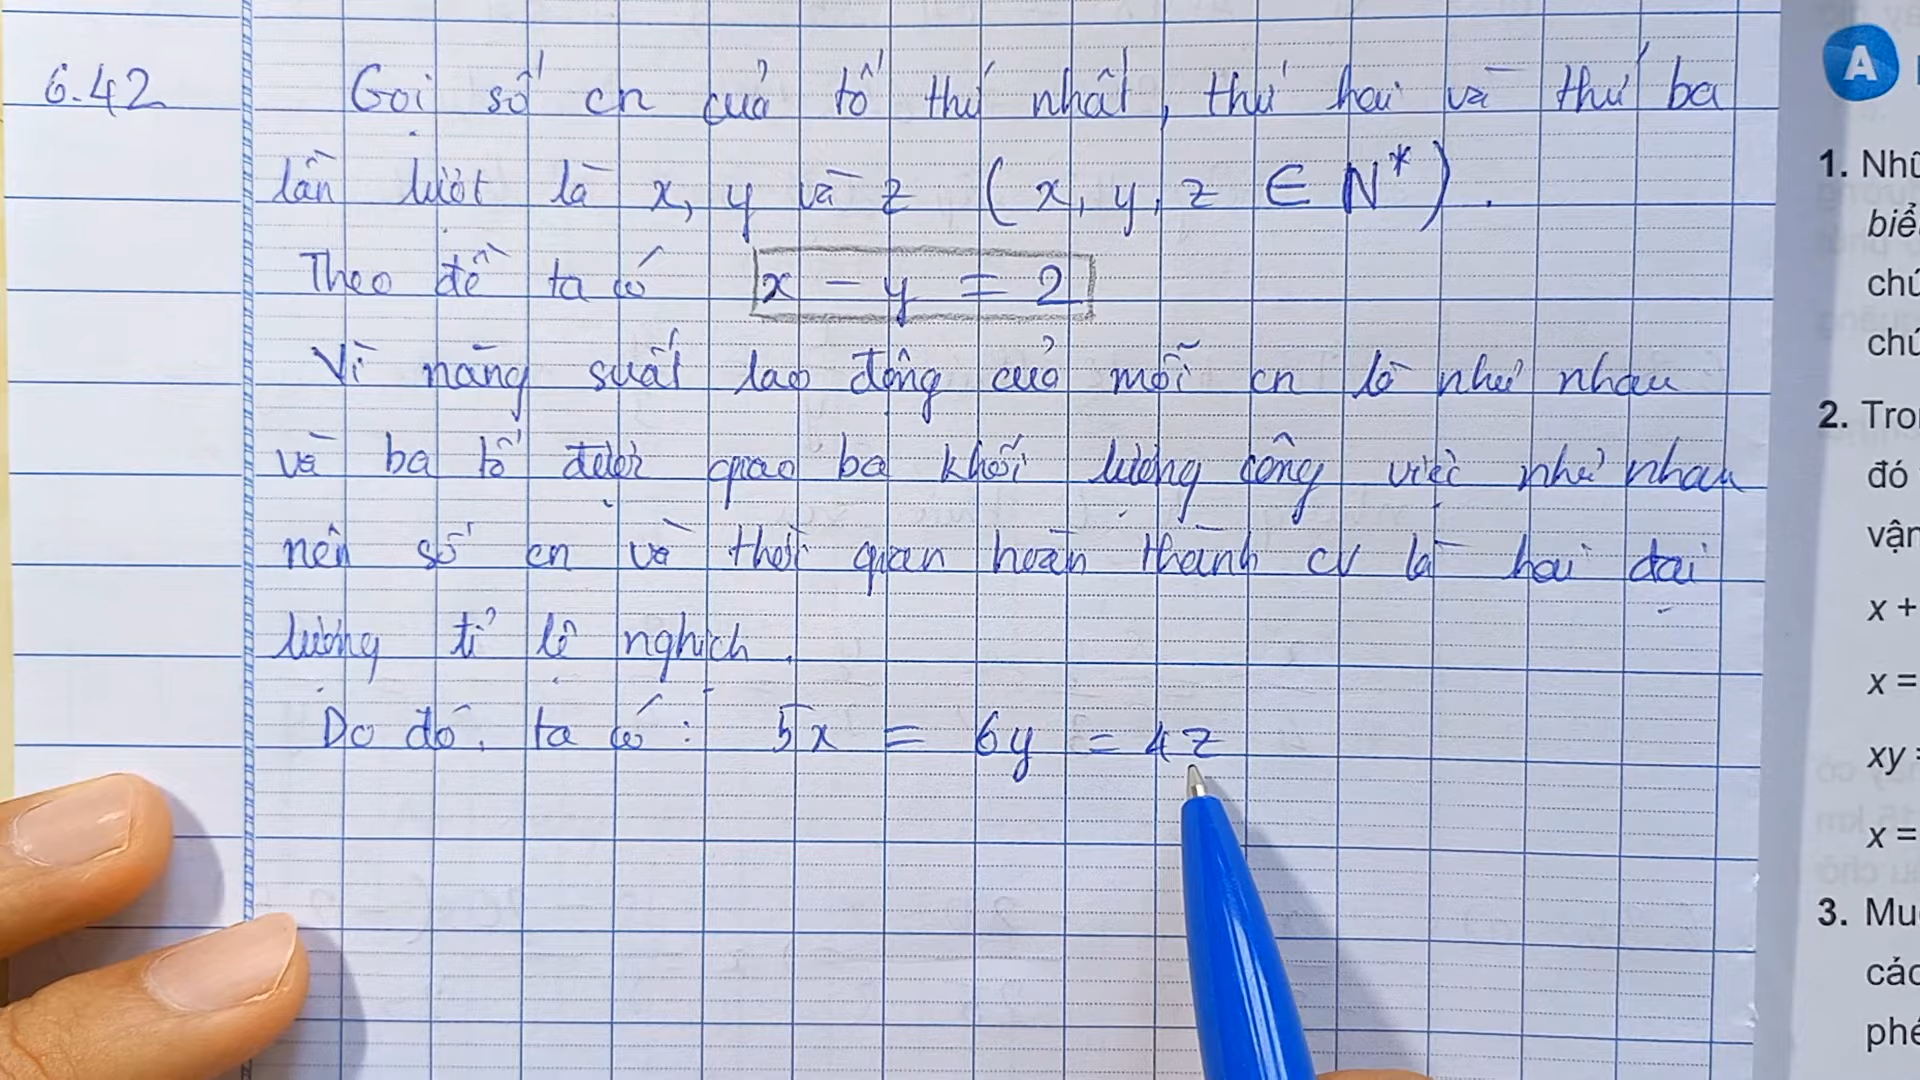 6.42 Gọi số cn của tổ thứ nhất, thứ hai và thứ ba
lần lượt là x, y và z (x, y, z ∈ N*).
Theo đề ta có x - y = 2
Vì năng suất lao động của mỗi cn là như nhau
và ba tổ được giao ba khối lượng công việc như nhau
nên số cn và thời gian hoàn thành cv là hai đại
lượng tỉ lệ nghịch.
Do đó, ta có: 5x = 6y = 4z
A
1. Nhữ
biể
chú
chú
2. Tro
đó
vận
x +
x =
xy =
x =
3. Mu
các
phé